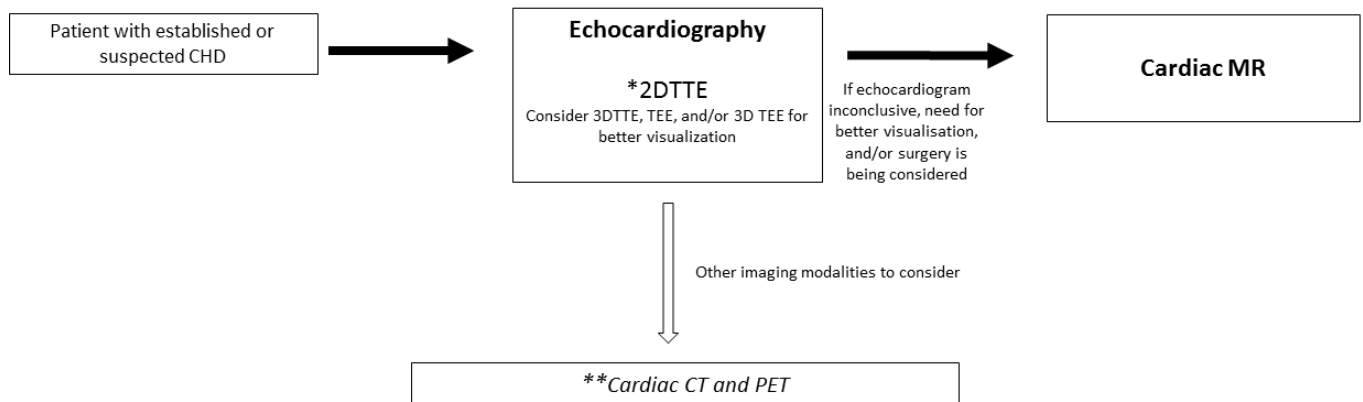 Patient with established or
suspected CHD
Echocardiography
*2DTTE
Consider 3DTTE, TEE, and/or 3D TEE for
better visualization
If echocardiogram
inconclusive, need for
better visualisation,
and/or surgery is
being considered
Cardiac MR
Other imaging modalities to consider
**Cardiac CT and PET